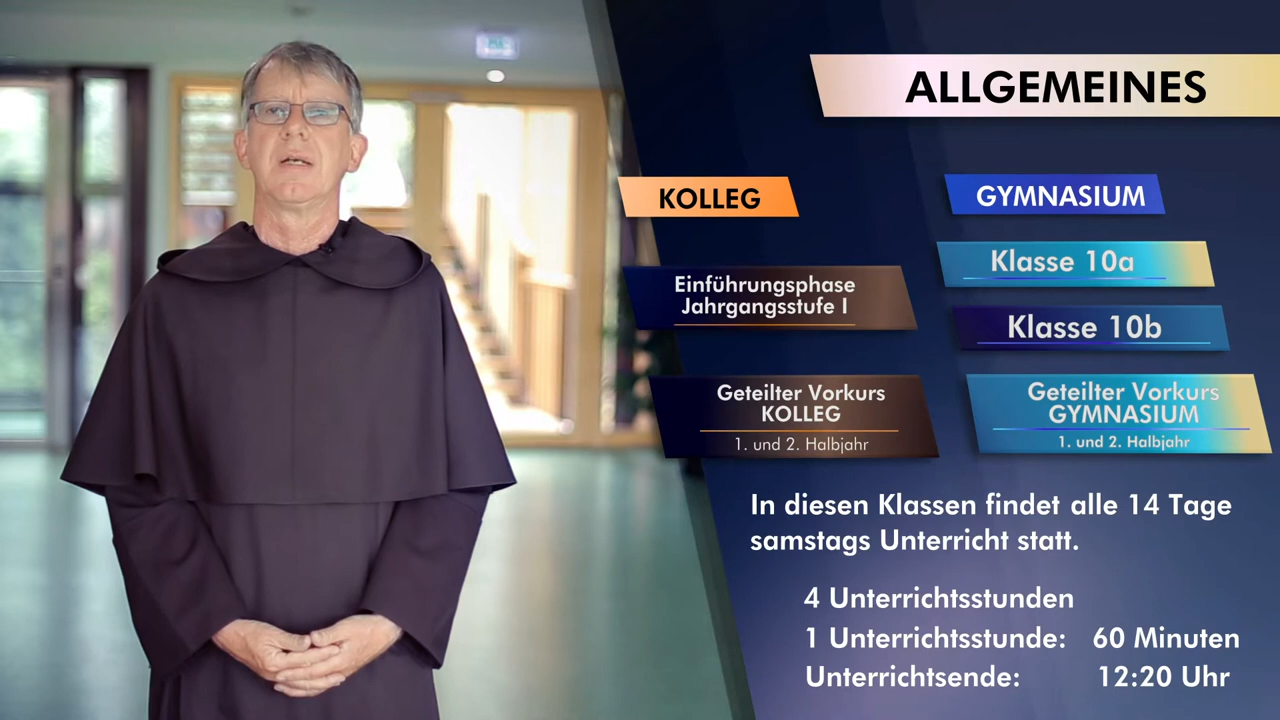 ALLGEMEINES
KOLLEG
Einführungsphase
Jahrgangsstufe I
Geteilter Vorkurs
KOLLEG
1. und 2. Halbjahr
GYMNASIUM
Klasse 10a
Klasse 10b
Geteilter Vorkurs
GYMNASIUM
1. und 2. Halbjahr
In diesen Klassen findet alle 14 Tage
samstags Unterricht statt.
4 Unterrichtsstunden
1 Unterrichtsstunde: 60 Minuten
Unterrichtsende: 12:20 Uhr